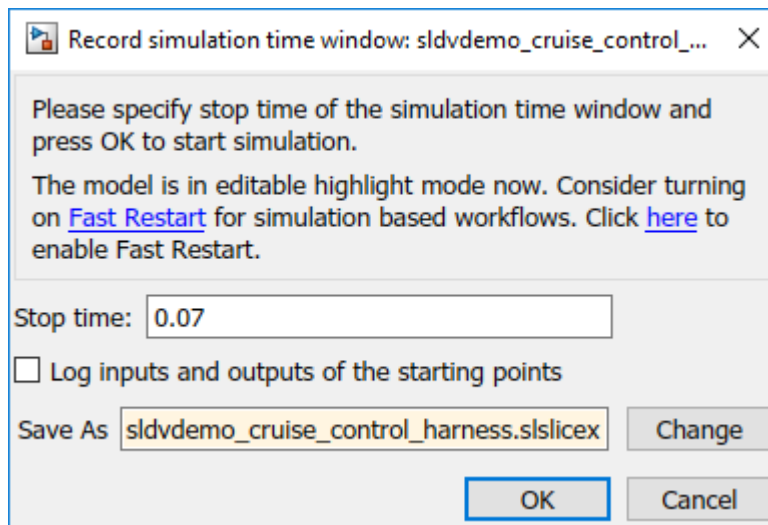 Record simulation time window: sldvdemo_cruise_control_...
Please specify stop time of the simulation time window and
press OK to start simulation.
The model is in editable highlight mode now. Consider turning
on Fast Restart for simulation based workflows. Click here to
enable Fast Restart.
Stop time: 0.07
Log inputs and outputs of the starting points
Save As sldvdemo_cruise_control_harness.slslicex Change
OK Cancel